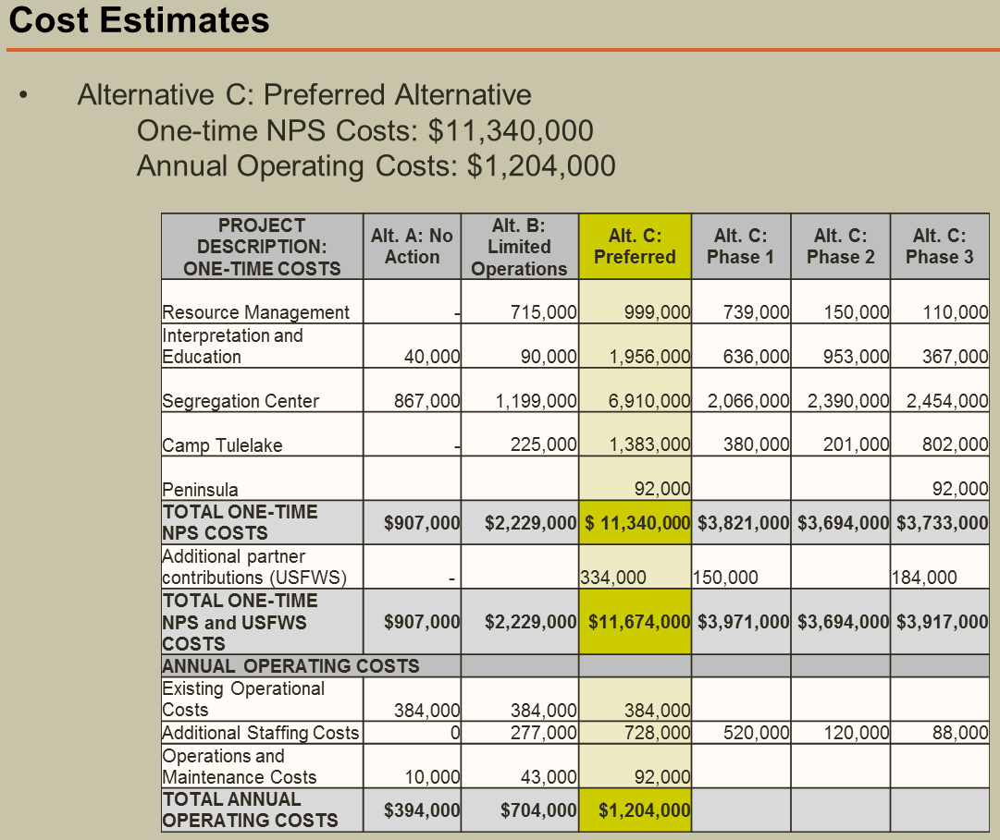 Cost Estimates
• Alternative C: Preferred Alternative
One-time NPS Costs: $11,340,000
Annual Operating Costs: $1,204,000
PROJECT DESCRIPTION: ONE-TIME COSTS Alt. A: No Action Alt. B: Limited Operations Alt. C: Preferred Alt. C: Phase 1 Alt. C: Phase 2 Alt. C: Phase 3
Resource Management - 715,000 999,000 739,000 150,000 110,000
Interpretation and Education 40,000 90,000 1,956,000 636,000 953,000 367,000
Segregation Center 867,000 1,199,000 6,910,000 2,066,000 2,390,000 2,454,000
Camp Tulelake - 225,000 1,383,000 380,000 201,000 802,000
Peninsula 92,000 92,000
TOTAL ONE-TIME NPS COSTS $907,000 $2,229,000 $ 11,340,000 $3,821,000 $3,694,000 $3,733,000
Additional partner contributions (USFWS) - 334,000 150,000 184,000
TOTAL ONE-TIME NPS and USFWS COSTS $907,000 $2,229,000 $11,674,000 $3,971,000 $3,694,000 $3,917,000
ANNUAL OPERATING COSTS
Existing Operational Costs 384,000 384,000 384,000
Additional Staffing Costs 0 277,000 728,000 520,000 120,000 88,000
Operations and Maintenance Costs 10,000 43,000 92,000
TOTAL ANNUAL OPERATING COSTS $394,000 $704,000 $1,204,000